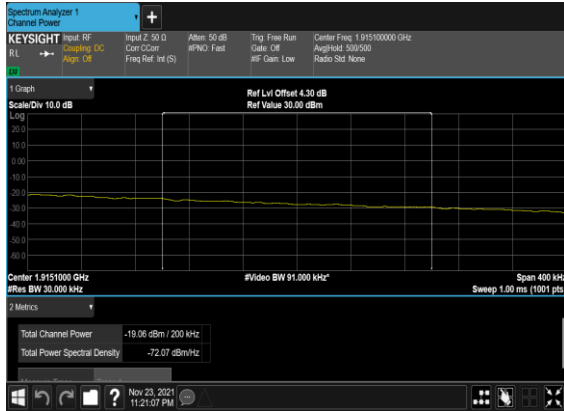 Spectrum Analyzer 1
Channel Power
+
KEYSIGHT
RL
Input: RF
Coupling: DC
Align: Off
Input Z: 50 Ω
Corr CCorr
Freq Ref: Int (S)
Atten: 50 dB
#PNO: Fast
Trig: Free Run
Gate: Off
#IF Gain: Low
Center Freq: 1.915100000 GHz
Avg|Hold: 500/500
Radio Std: None
1 Graph
Scale/Div 10.0 dB
Ref Lvl Offset 4.30 dB
Ref Value 30.00 dBm
Log
20.0
10.0
0.00
-10.0
-20.0
-30.0
-40.0
-50.0
-60.0
Center 1.9151000 GHz
#Res BW 30.000 kHz
#Video BW 91.000 kHz*
Span 400 kHz
Sweep 1.00 ms (1001 pts
2 Metrics
Total Channel Power -19.06 dBm / 200 kHz
Total Power Spectral Density -72.07 dBm/Hz
?
Nov 23, 2021
11:21:07 PM